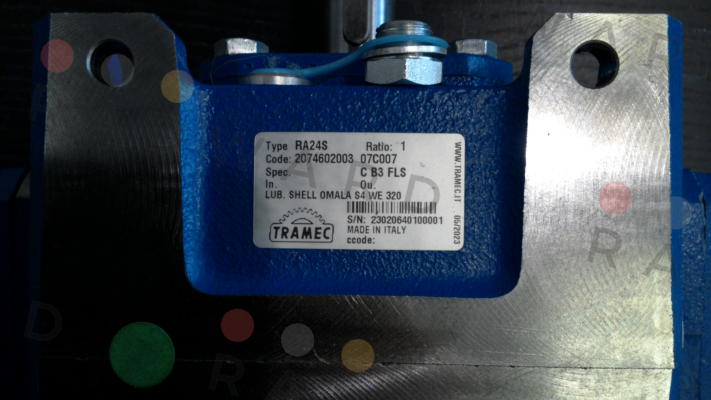 Type RA24S Ratio: 1
Code: 2074602003 07C007
Spec. C B3 FLS
In. Ou.
LUB. SHELL OMALA S4 WE 320
S/N: 23020640100001
MADE IN ITALY
ccode:
TRAMEC
WWW.TRAMEC.IT 05/2023